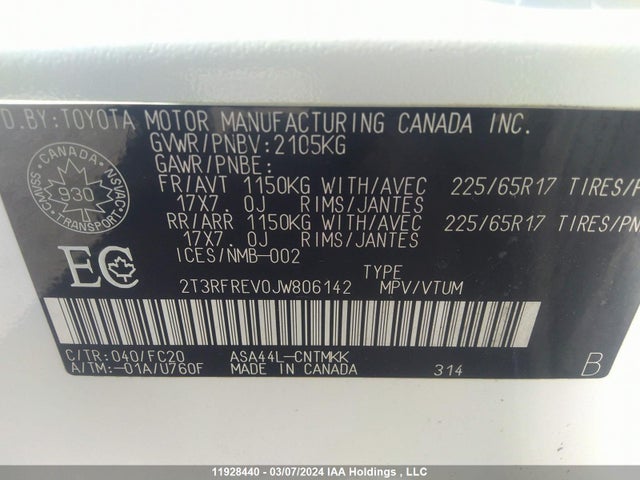 D.BY:TOYOTA MOTOR MANUFACTURING CANADA INC.
GVWR/PNBV:2105KG
GAWR/PNBE:
FR/AVT 1150KG WITH/AVEC 225/65R17 TIRES/P
17X7.0J RIMS/JANTES
RR/ARR 1150KG WITH/AVEC 225/65R17 TIRES/PN
17X7.0J RIMS/JANTES
ICES/NMB-002
CANADA
930
TRANSPORT
EC
TYPE
2T3RFREV0JW806142 MPV/VTUM
C/TR:040/FC20 ASA44L-CNTMKK
A/TM:-01A/U760F MADE IN CANADA 314 B
11928440 - 03/07/2024 IAA Holdings , LLC